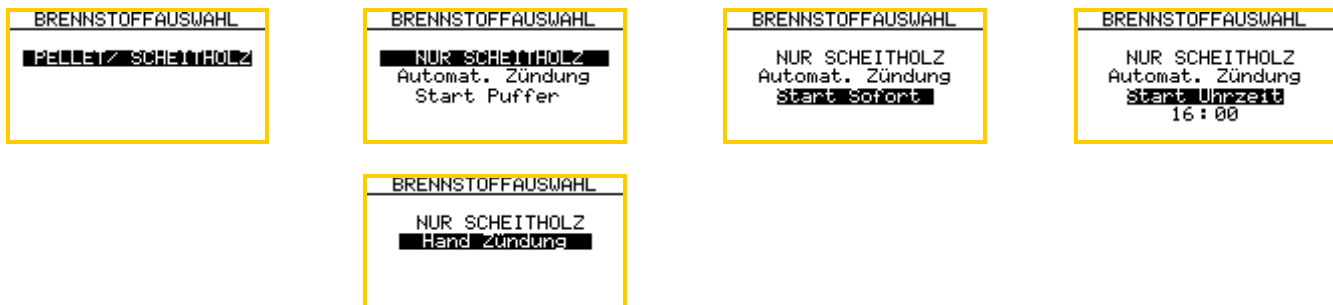 BRENNSTOFFAUSWAHL
PELLET/ SCHEITHOLZ
BRENNSTOFFAUSWAHL
NUR SCHEITHOLZ
Automat. Zündung
Start Puffer
BRENNSTOFFAUSWAHL
NUR SCHEITHOLZ
Automat. Zündung
Start Sofort
BRENNSTOFFAUSWAHL
NUR SCHEITHOLZ
Automat. Zündung
Start Uhrzeit
16:00
BRENNSTOFFAUSWAHL
NUR SCHEITHOLZ
Hand Zündung